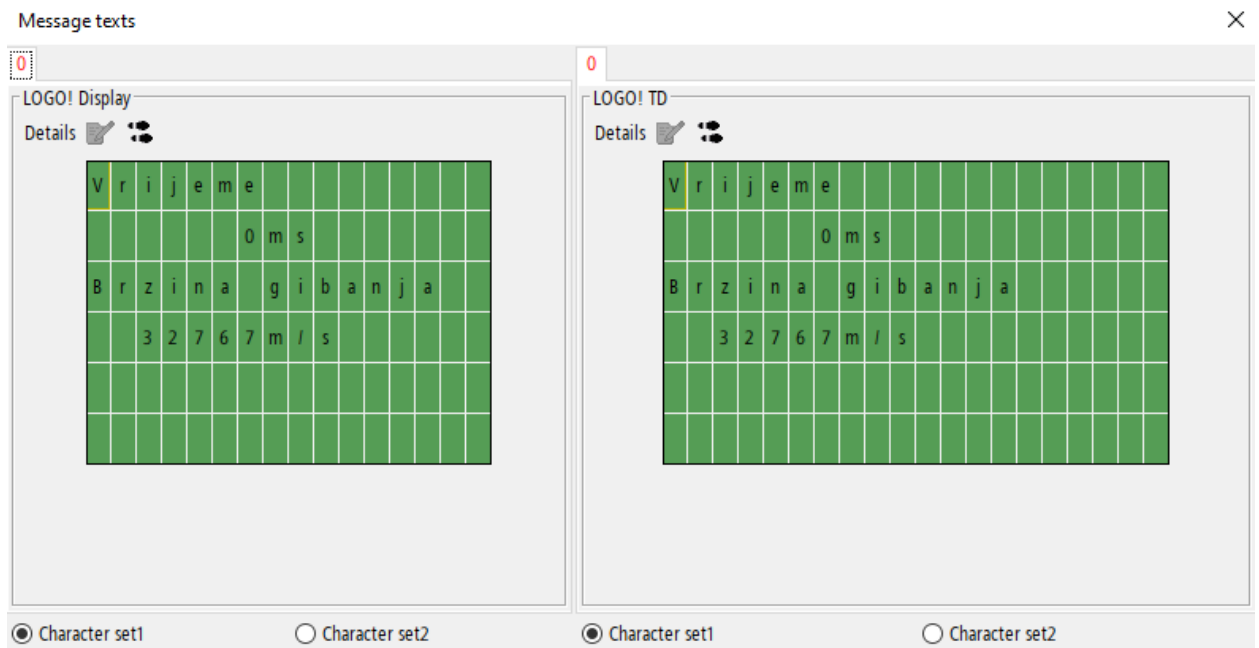 Message texts
0
LOGO! Display
Details
Vrijeme
0ms
Brzina gibanja
32767m/s
Character set1
Character set2
0
LOGO! TD
Details
Vrijeme
0ms
Brzina gibanja
32767m/s
Character set1
Character set2